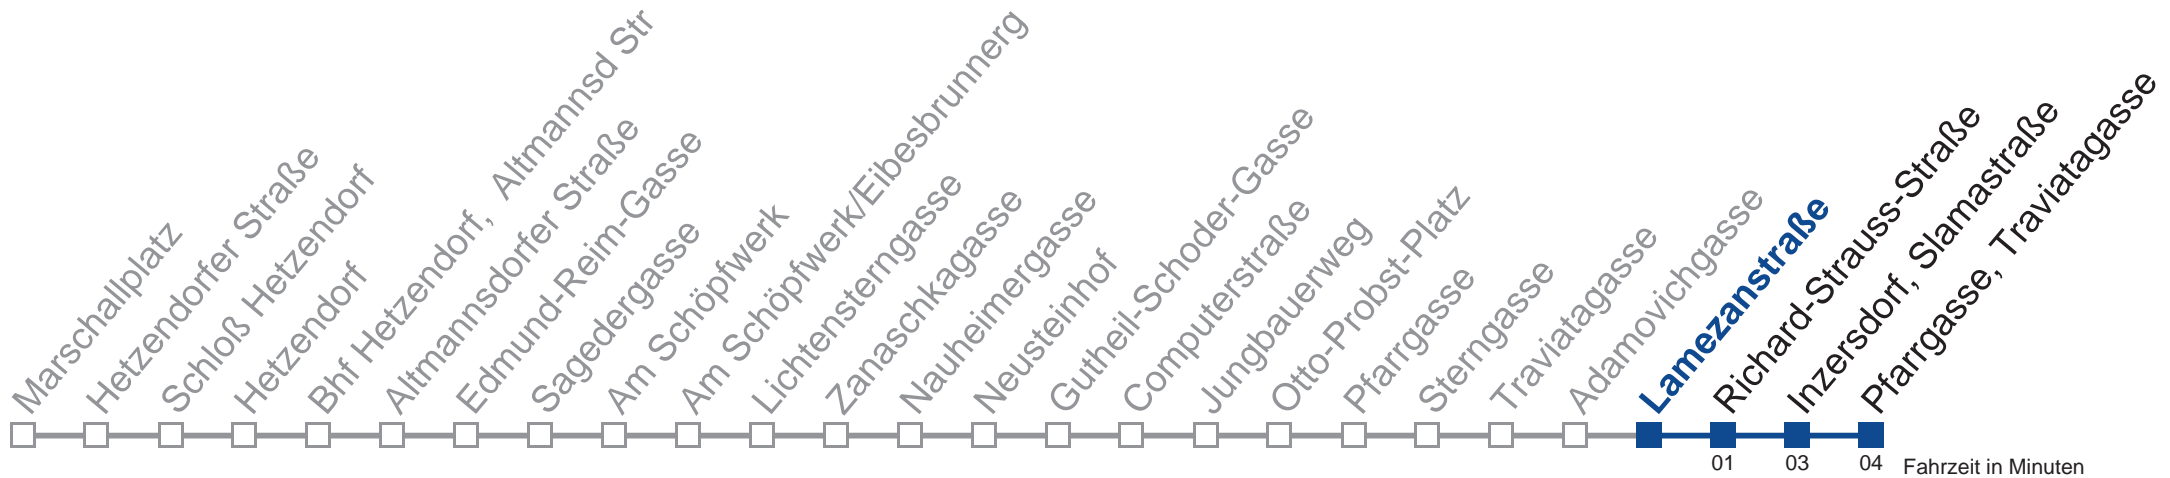 Marschallplatz
Hetzendorfer Straße
Schloß Hetzendorf
Hetzendorf
Bhf Hetzendorf, Altmannsd Str
Altmannsdorfer Straße
Edmund-Reim-Gasse
Sagedergasse
Am Schöpfwerk
Am Schöpfwerk/Eibesbrunnerg
Lichtensterngasse
Zanaschkagasse
Nauheimergasse
Neusteinhof
Gutheil-Schoder-Gasse
Computerstraße
Jungbauerweg
Otto-Probst-Platz
Pfarrgasse
Sterngasse
Traviatagasse
Adamovichgasse
Lamezanstraße
Richard-Strauss-Straße
Inzersdorf, Slamastraße
Pfarrgasse, Traviatagasse
01 03 04 Fahrzeit in Minuten